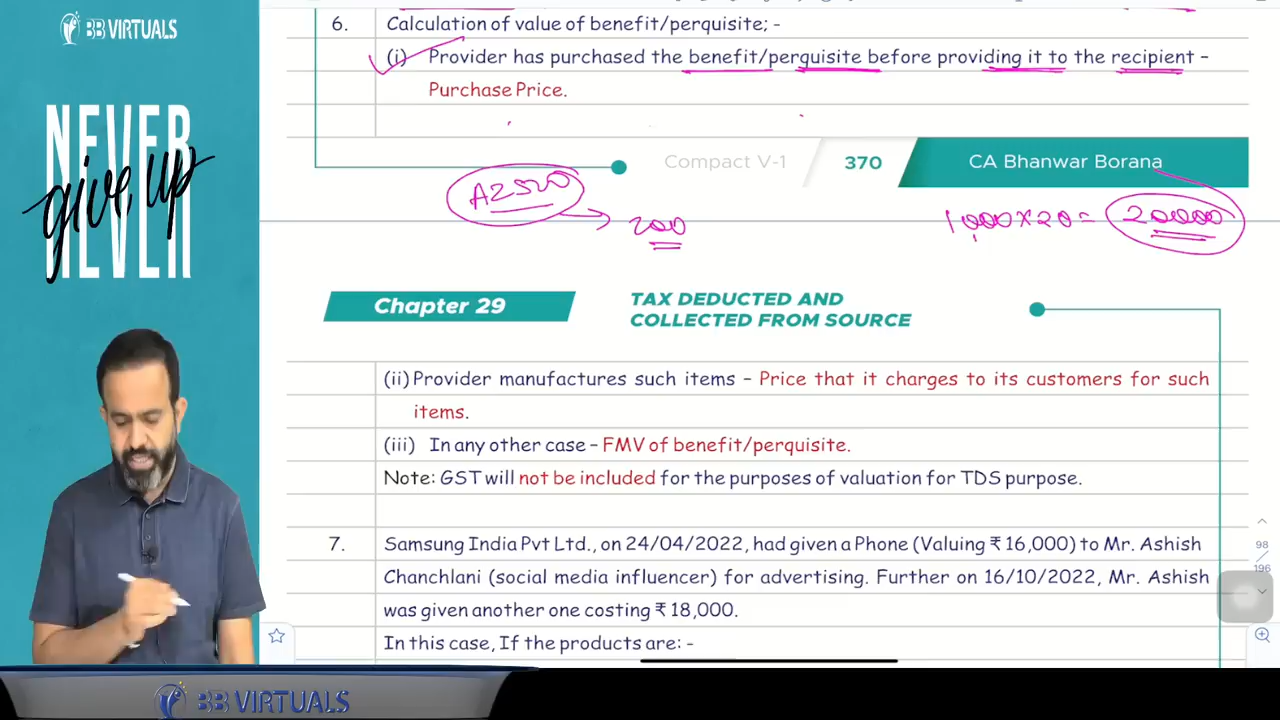 BB VIRTUALS
NEVER
give up
NEVER
6. Calculation of value of benefit/perquisite; -
(i) Provider has purchased the benefit/perquisite before providing it to the recipient –
Purchase Price.
Compact V-1 370 CA Bhanwar Borana
200
1,000×20= 20000
Chapter 29
TAX DEDUCTED AND
COLLECTED FROM SOURCE
(ii) Provider manufactures such items – Price that it charges to its customers for such
items.
(iii) In any other case – FMV of benefit/perquisite.
Note: GST will not be included for the purposes of valuation for TDS purpose.
7. Samsung India Pvt Ltd., on 24/04/2022, had given a Phone (Valuing ₹ 16,000) to Mr. Ashish
Chanchlani (social media influencer) for advertising. Further on 16/10/2022, Mr. Ashish
was given another one costing ₹ 18,000.
In this case, If the products are: -
98
196
BB VIRTUALS